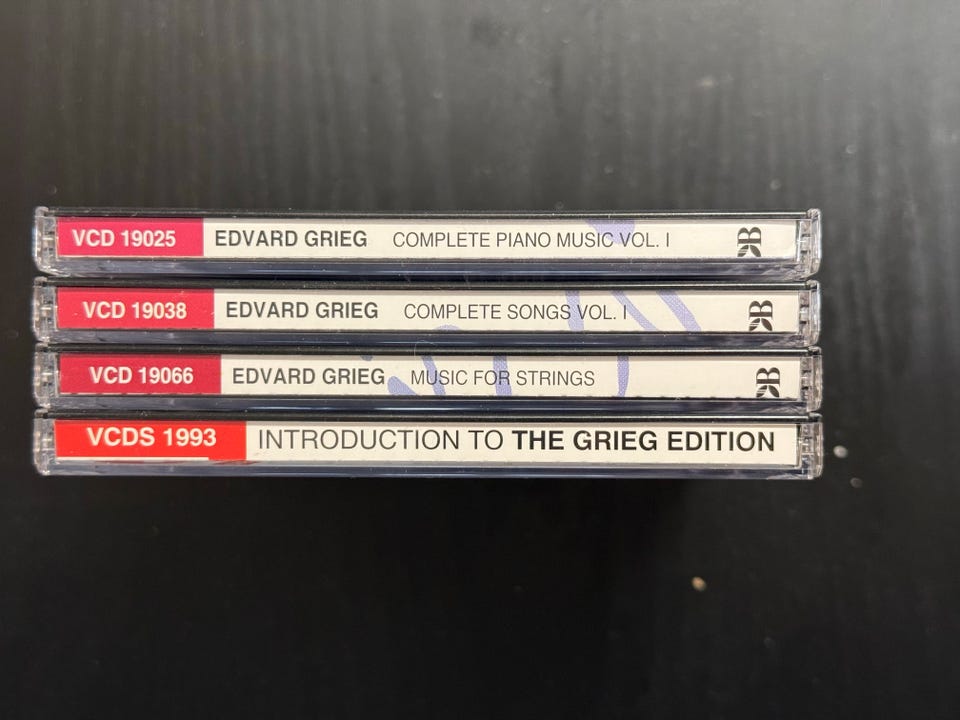 VCD 19025 EDVARD GRIEG COMPLETE PIANO MUSIC VOL. I
VCD 19038 EDVARD GRIEG COMPLETE SONGS VOL. I
VCD 19066 EDVARD GRIEG MUSIC FOR STRINGS
VCDS 1993 INTRODUCTION TO THE GRIEG EDITION